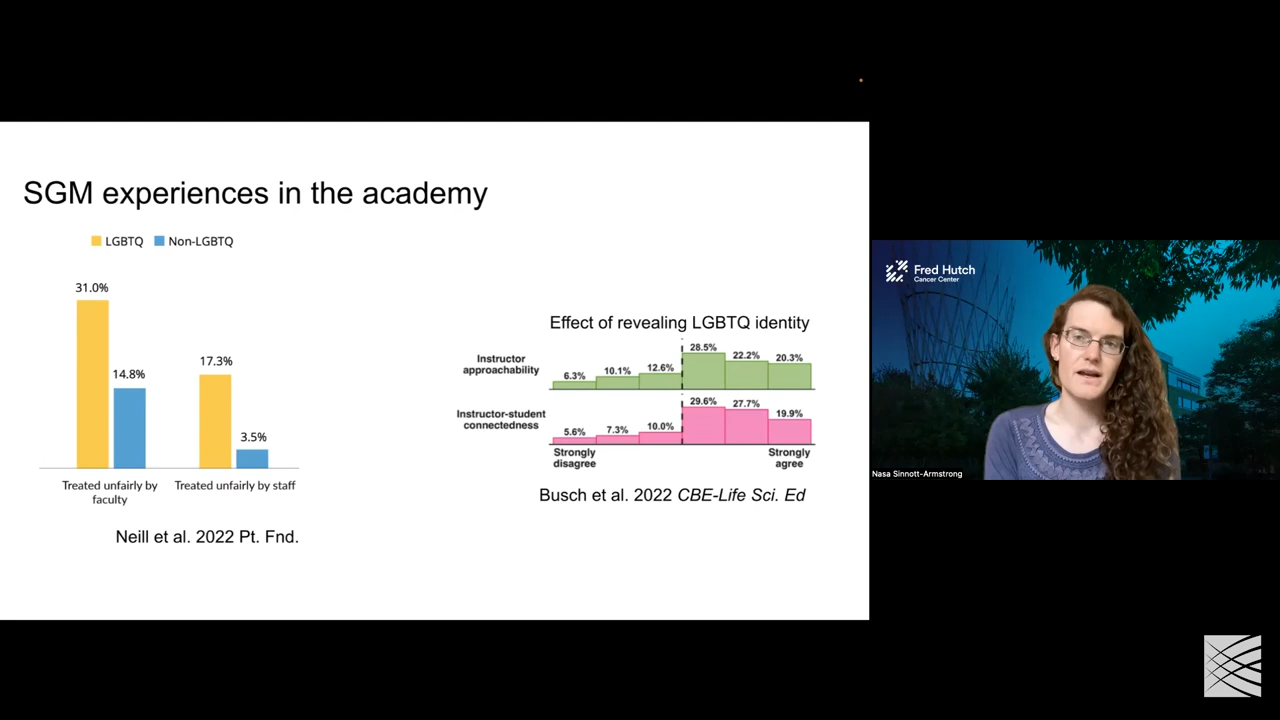 SGM experiences in the academy
LGBTQ Non-LGBTQ
31.0%
14.8%
17.3%
3.5%
Treated unfairly by
faculty
Treated unfairly by staff
Neill et al. 2022 Pt. Fnd.
Effect of revealing LGBTQ identity
Instructor
approachability
6.3% 10.1% 12.6% 28.5% 22.2% 20.3%
Instructor-student
connectedness
5.6% 7.3% 10.0% 29.6% 27.7% 19.9%
Strongly
disagree
Strongly
agree
Busch et al. 2022 CBE-Life Sci. Ed
Fred Hutch
Cancer Center
Nasa Sinnott-Armstrong